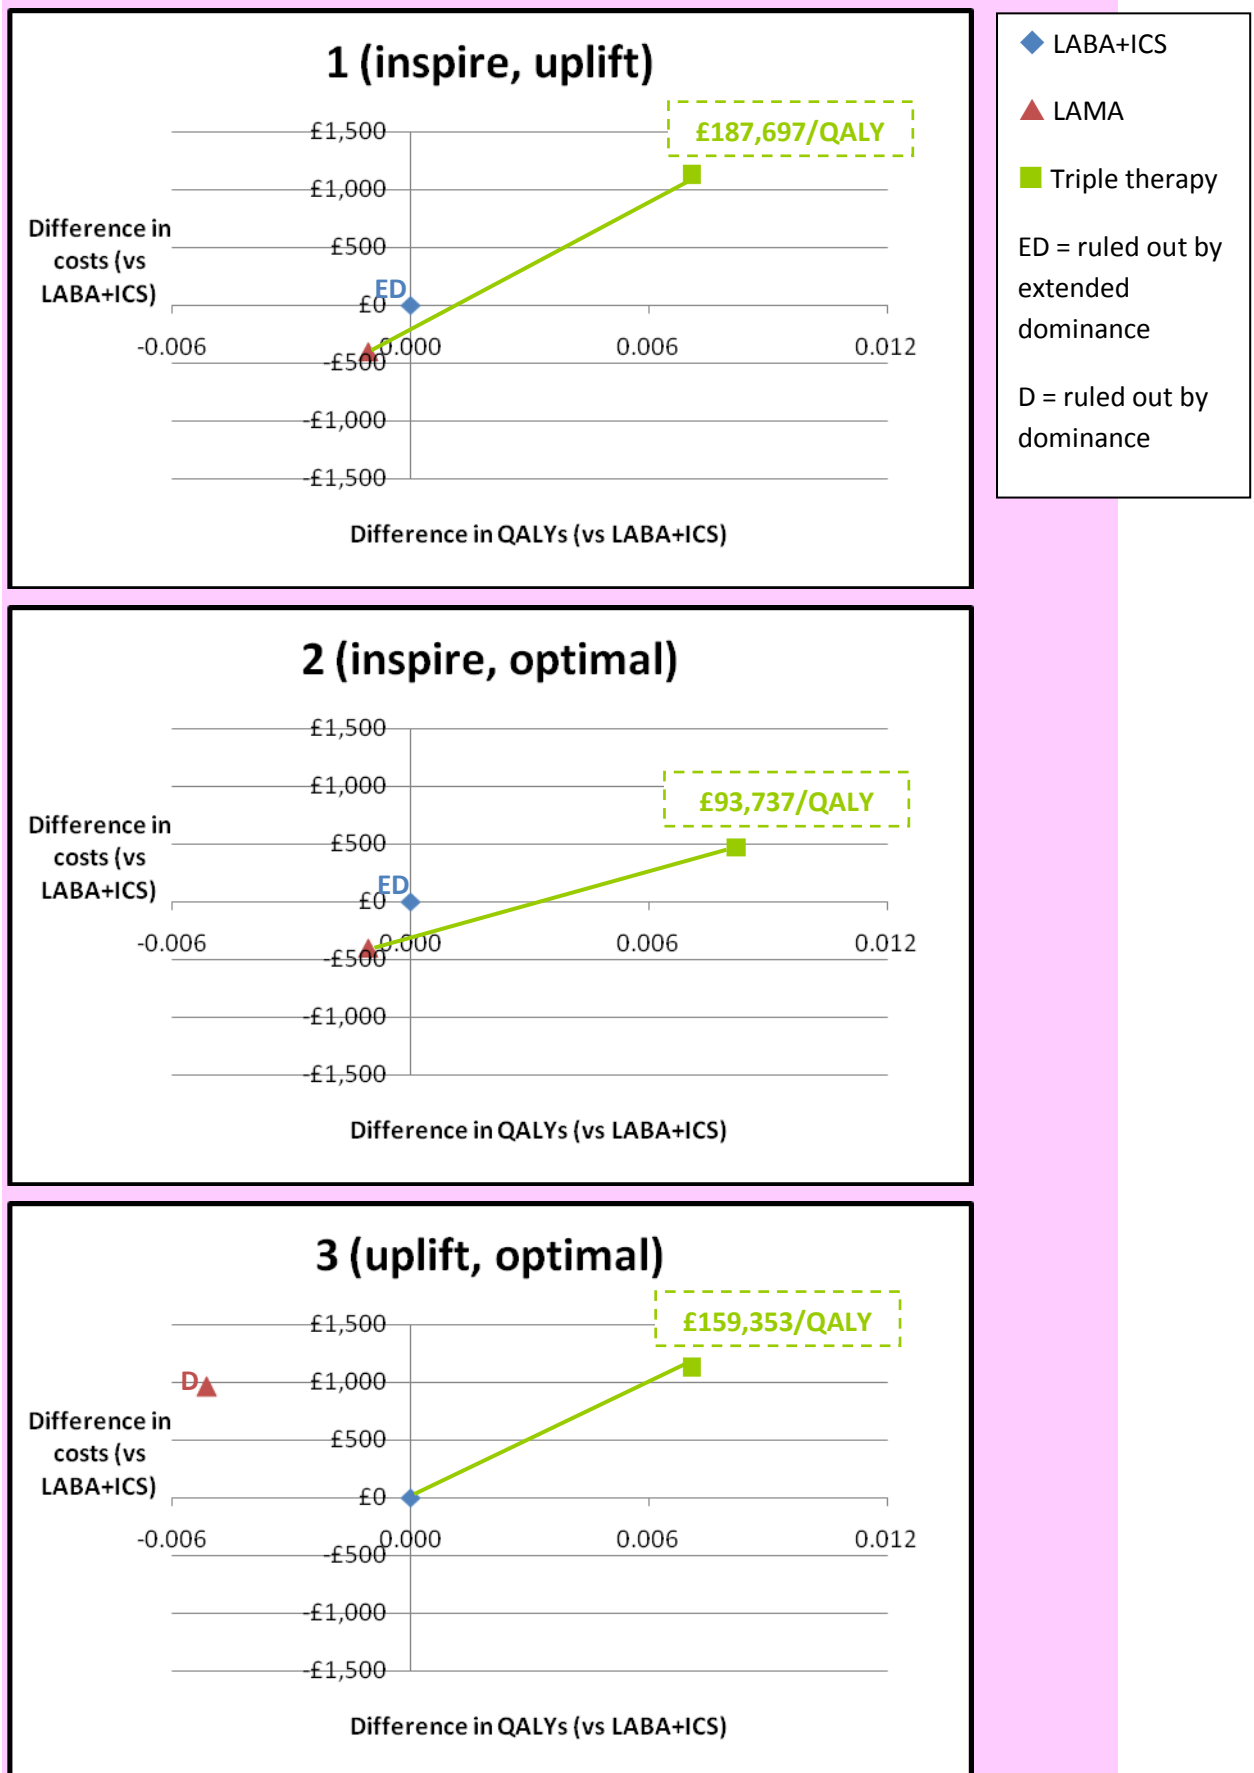 1 (inspire, uplift)
£187,697/QALY
£1,500
£1,000
Difference in
costs (vs
LABA+ICS)
£500
ED
£0
-0.006
0.000
0.006
0.012
-£500
-£1,000
-£1,500
Difference in QALYs (vs LABA+ICS)
LABA+ICS
LAMA
Triple therapy
ED = ruled out by
extended
dominance
D = ruled out by
dominance
2 (inspire, optimal)
£1,500
£1,000
£93,737/QALY
Difference in
costs (vs
LABA+ICS)
£500
ED
£0
-0.006
0.000
0.006
0.012
-£500
-£1,000
-£1,500
Difference in QALYs (vs LABA+ICS)
3 (uplift, optimal)
£159,353/QALY
£1,500
D
£1,000
Difference in
costs (vs
LABA+ICS)
£500
£0
-0.006
0.000
0.006
0.012
-£500
-£1,000
-£1,500
Difference in QALYs (vs LABA+ICS)